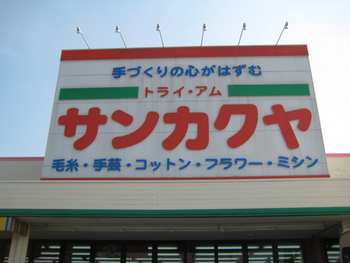 手づくりの心がはずむ
トライ・アム
サンカクヤ
毛糸・手芸・コットン・フラワー・ミシン